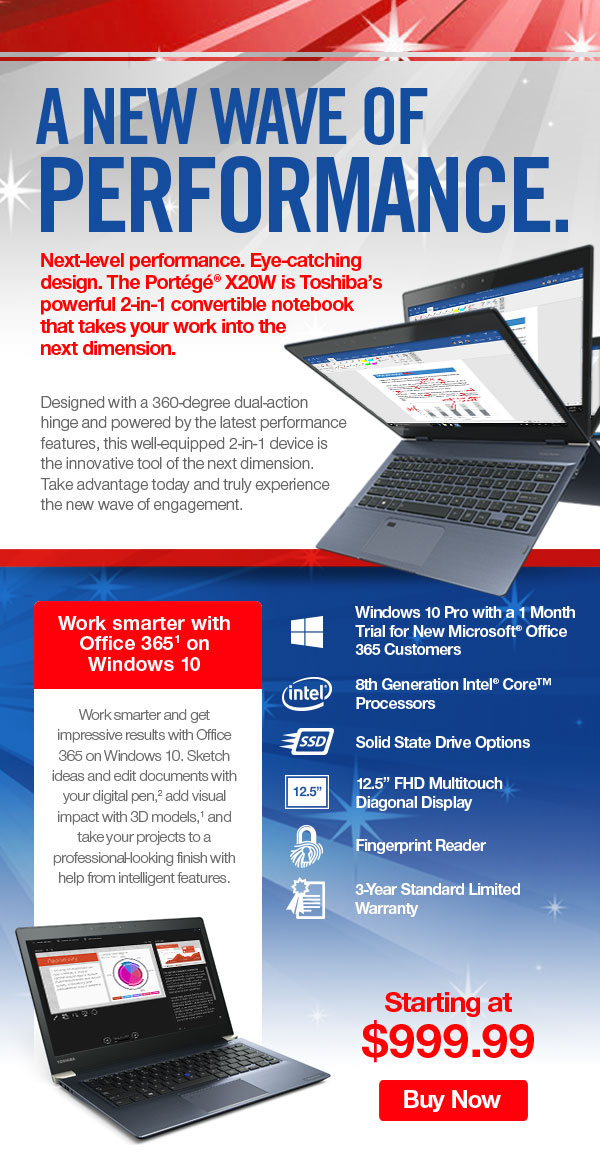 A NEW WAVE OF
PERFORMANCE.
Next-level performance. Eye-catching
design. The Portégé® X20W is Toshiba's
powerful 2-in-1 convertible notebook
that takes your work into the
next dimension.
Designed with a 360-degree dual-action
hinge and powered by the latest performance
features, this well-equipped 2-in-1 device is
the innovative tool of the next dimension.
Take advantage today and truly experience
the new wave of engagement.
Work smarter with
Office 365¹ on
Windows 10
Work smarter and get
impressive results with Office
365 on Windows 10. Sketch
ideas and edit documents with
your digital pen,² add visual
impact with 3D models,¹ and
take your projects to a
professional-looking finish with
help from intelligent features.
Windows 10 Pro with a 1 Month
Trial for New Microsoft® Office
365 Customers
intel®
8th Generation Intel® Core™
Processors
SSD
Solid State Drive Options
12.5”
12.5” FHD Multitouch
Diagonal Display
Fingerprint Reader
3-Year Standard Limited
Warranty
TOSHIBA
Starting at
$999.99
Buy Now